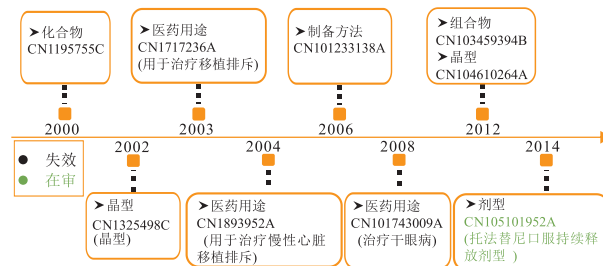 ➤化合物
CN1195755C
➤医药用途
CN1717236A
(用于治疗移植排斥)
➤制备方法
CN101233138A
➤组合物
CN103459394B
➤晶型
CN104610264A
2000
2003
2006
2012
2002
2004
2008
2014
● 失效
● 在审
➤晶型
CN1325498C
(晶型)
➤医药用途
CN1893952A
(用于治疗慢性心脏
移植排斥)
➤医药用途
CN101743009A
(治疗干眼病)
➤剂型
CN105101952A
(托法普尼口服持续释
放剂型 )